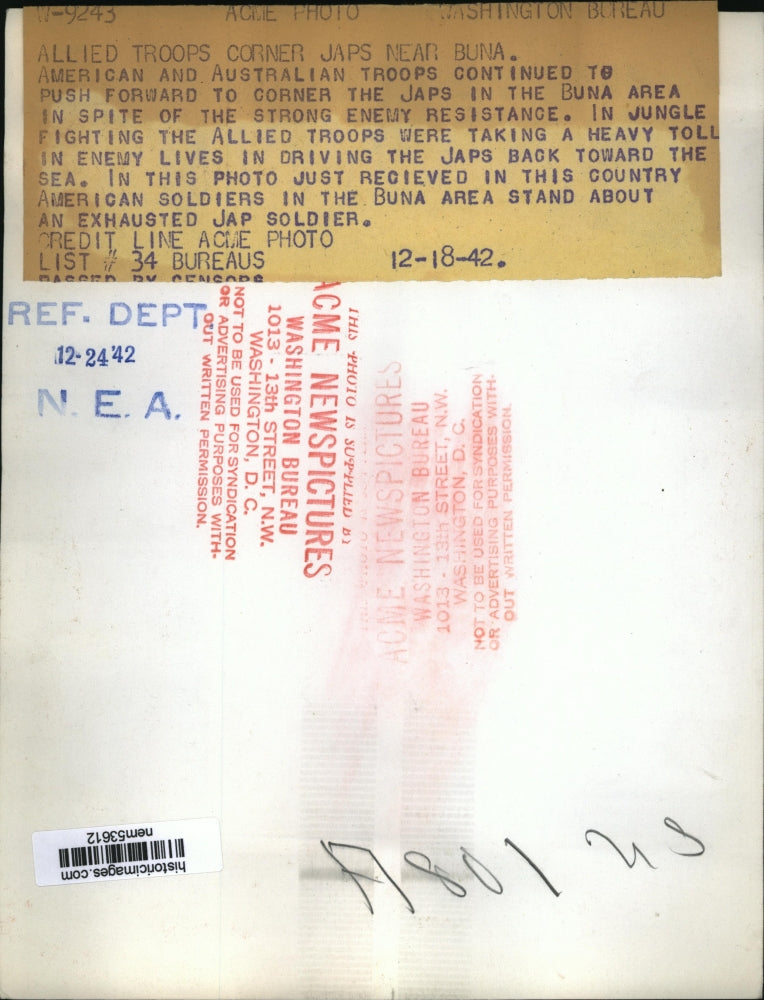 W-9243 ACME PHOTO WASHINGTON BUREAU
ALLIED TROOPS CORNER JAPS NEAR BUNA.
AMERICAN AND AUSTRALIAN TROOPS CONTINUED TO
PUSH FORWARD TO CORNER THE JAPS IN THE BUNA AREA
IN SPITE OF THE STRONG ENEMY RESISTANCE. IN JUNGLE
FIGHTING THE ALLIED TROOPS WERE TAKING A HEAVY TOLL
IN ENEMY LIVES IN DRIVING THE JAPS BACK TOWARD THE
SEA. IN THIS PHOTO JUST RECIEVED IN THIS COUNTRY
AMERICAN SOLDIERS IN THE BUNA AREA STAND ABOUT
AN EXHAUSTED JAP SOLDIER.
CREDIT LINE ACME PHOTO
LIST # 34 BUREAUS 12-18-42.
PASSED BY CENSORS
REF. DEPT.
12-24'42
N. E. A.
THIS PHOTO IS SUPPLIED BY
ACME NEWSPICTURES
WASHINGTON BUREAU
1013 - 13th STREET, N.W.
WASHINGTON, D. C.
NOT TO BE USED FOR SYNDICATION
OR ADVERTISING PURPOSES WITH-
OUT WRITTEN PERMISSION.
ACME NEWSPICTURES
WASHINGTON BUREAU
1013 - 13th STREET, N.W.
WASHINGTON, D. C.
NOT TO BE USED FOR SYNDICATION
OR ADVERTISING PURPOSES WITH-
OUT WRITTEN PERMISSION.
historicimages.com
nem53612